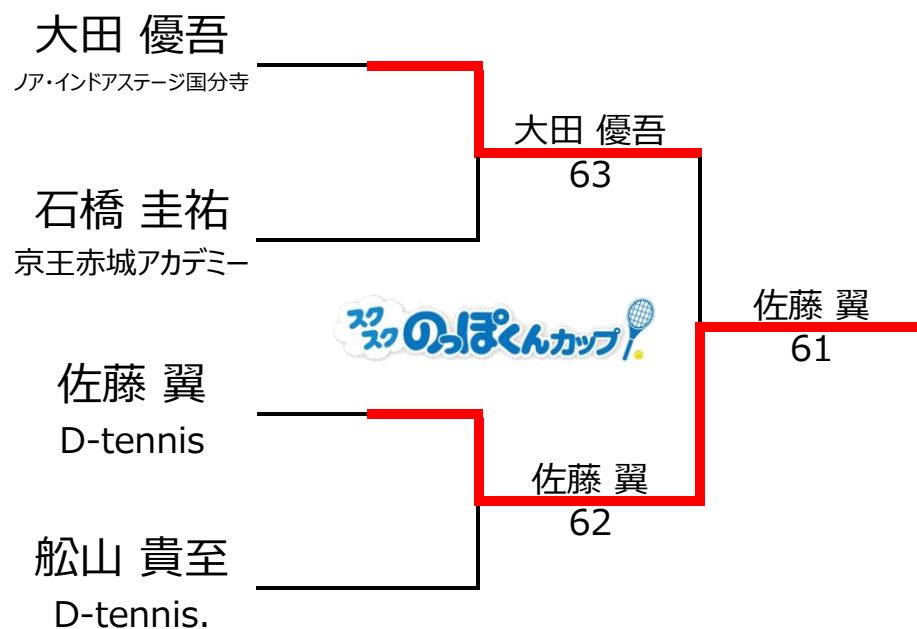 大田 優吾
ノア・インドアステージ国分寺
大田 優吾
63
石橋 圭祐
京王赤城アカデミー
スクスク
のっぽくんカップ
佐藤 翼
61
佐藤 翼
D-tennis
佐藤 翼
62
舩山 貴至
D-tennis.